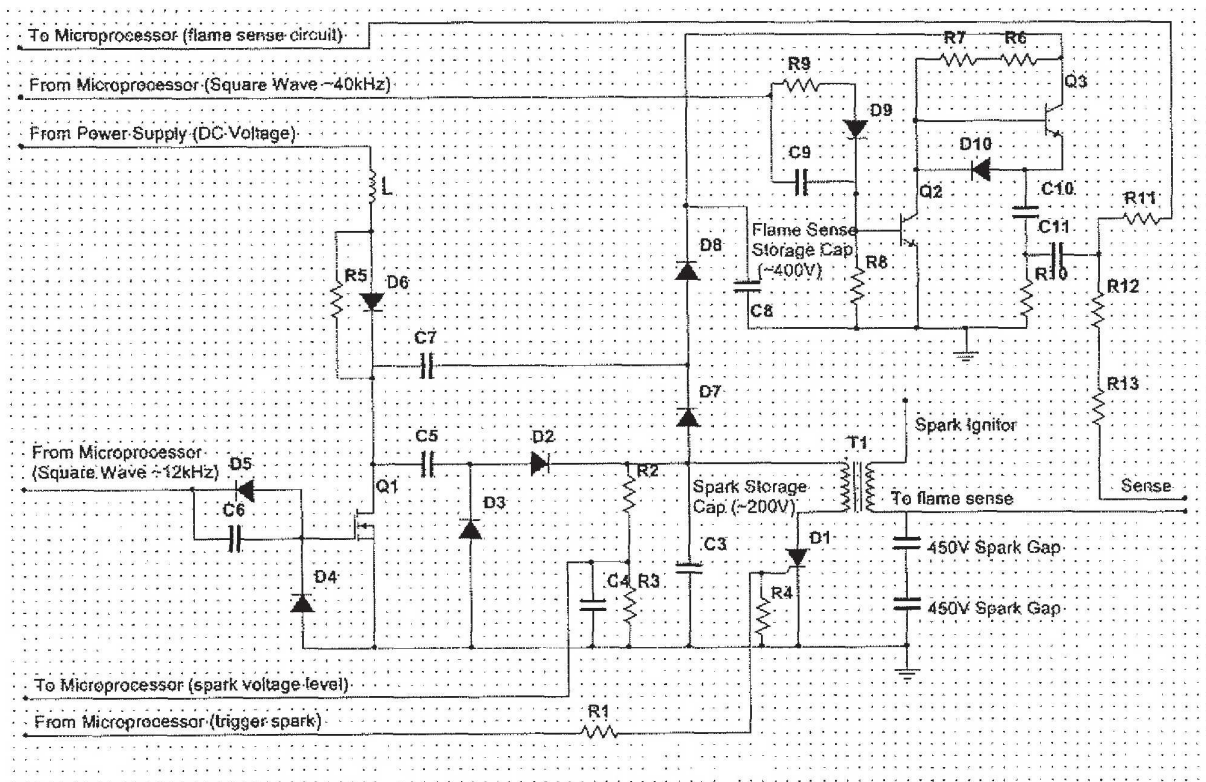 To Microprocessor (flame sense circuit)
R7
R6
From Microprocessor (Square Wave ~40kHz)
R9
Q3
D9
From Power Supply (DC Voltage)
D10
C9
L
Q2
C10
R11
C11
Flame Sense
Storage Cap
(~400V)
D8
R8
R10
R12
R5
D6
C8
C7
R13
D7
Spark Ignitor
From Microprocessor
(Square Wave ~12kHz)
C5
D2
T1
D5
R2
Spark Storage
Cap (~200V)
To flame sense
Sense
Q1
C6
D3
D1
450V Spark Gap
C3
D4
C4
R3
R4
450V Spark Gap
To Microprocessor (spark voltage level)
From Microprocessor (trigger spark)
R1